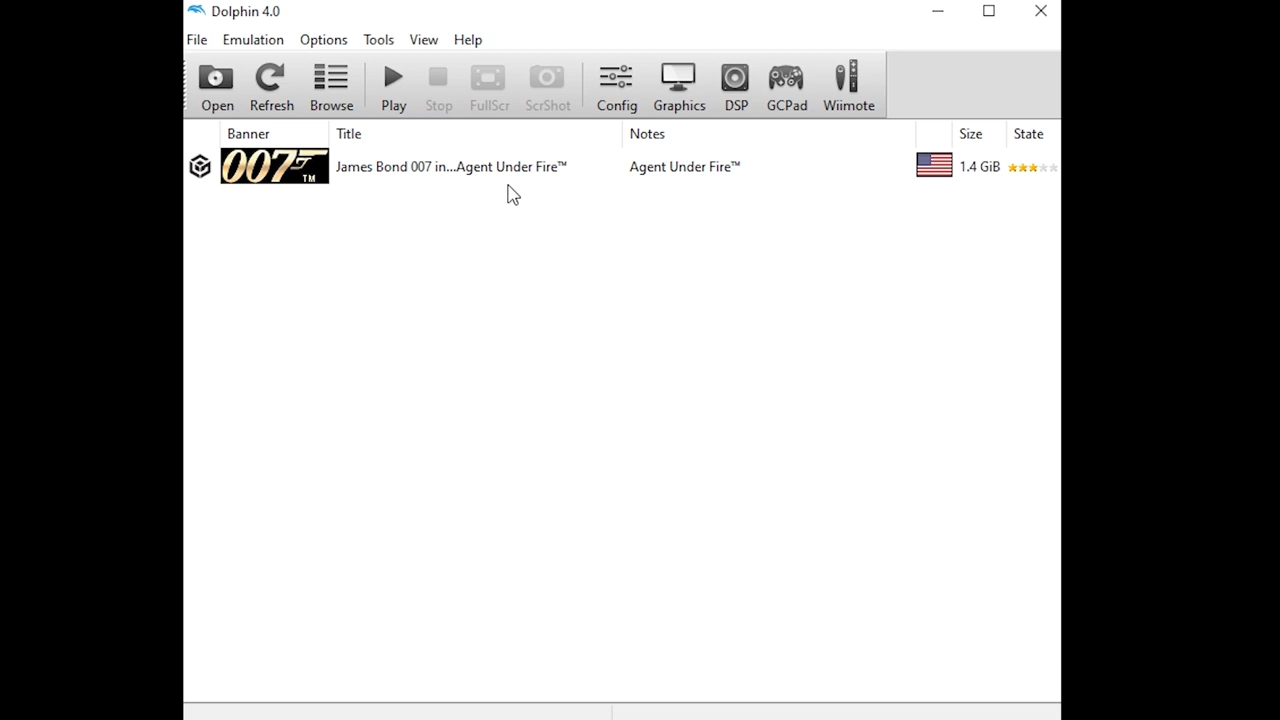 Dolphin 4.0
File Emulation Options Tools View Help
Open Refresh Browse Play Stop FullScr ScrShot Config Graphics DSP GCPad Wiimote
Banner Title Notes Size State
007 TM James Bond 007 in...Agent Under Fire™ Agent Under Fire™ 1.4 GiB